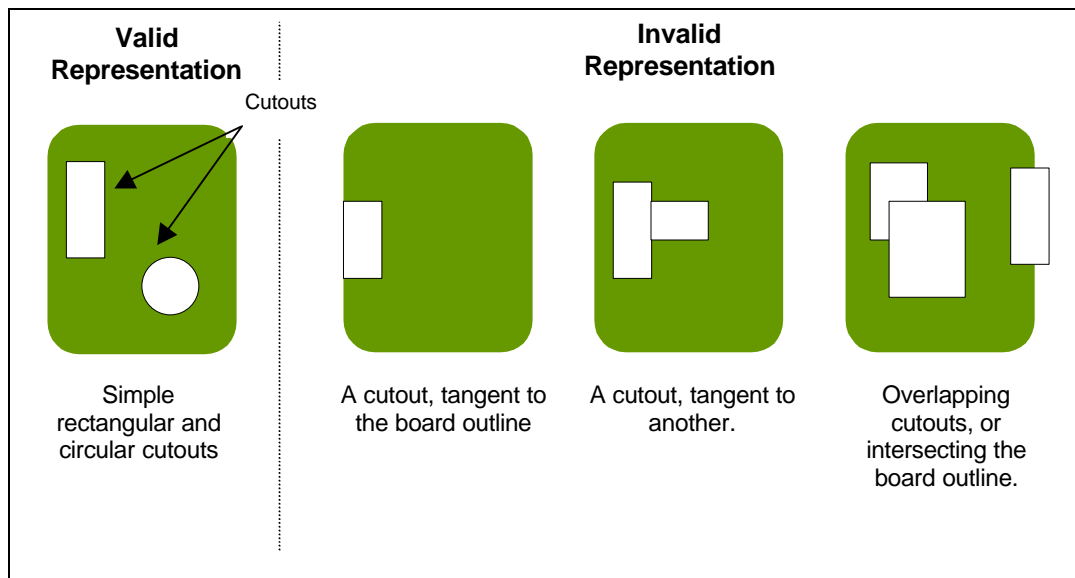 Valid
Representation
Invalid
Representation
Cutouts
Simple
rectangular and
circular cutouts
A cutout, tangent to
the board outline
A cutout, tangent to
another.
Overlapping
cutouts, or
intersecting the
board outline.